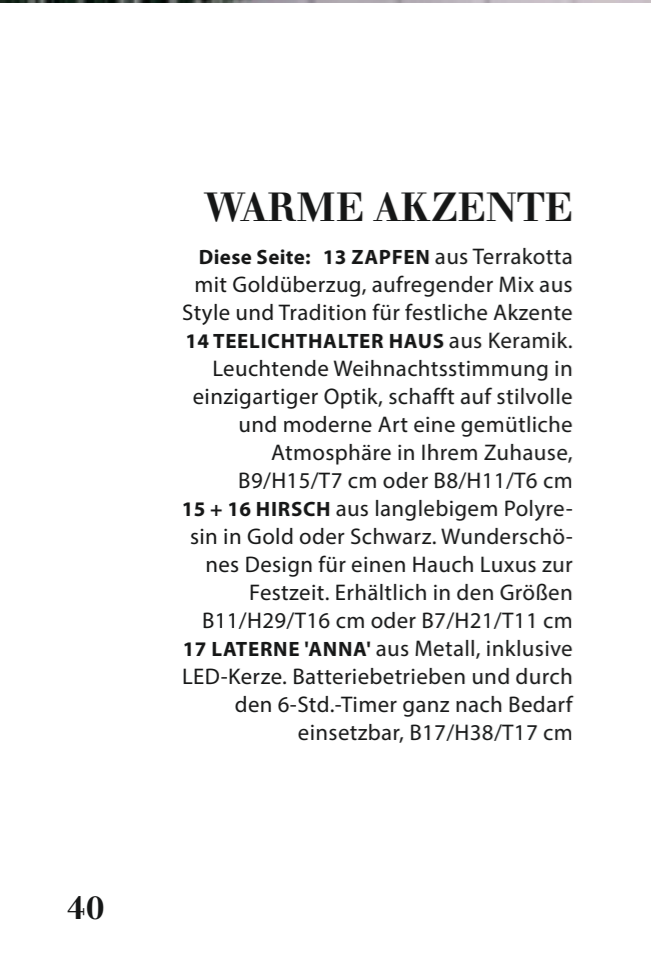 WARME AKZENTE
Diese Seite: 13 ZAPFEN aus Terrakotta
mit Goldüberzug, aufregender Mix aus
Style und Tradition für festliche Akzente
14 TEELICHTHALTER HAUS aus Keramik.
Leuchtende Weihnachtsstimmung in
einzigartiger Optik, schafft auf stilvolle
und moderne Art eine gemütliche
Atmosphäre in Ihrem Zuhause,
B9/H15/T7 cm oder B8/H11/T6 cm
15 + 16 HIRSCH aus langlebigem Polyre-
sin in Gold oder Schwarz. Wunderschö-
nes Design für einen Hauch Luxus zur
Festzeit. Erhältlich in den Größen
B11/H29/T16 cm oder B7/H21/T11 cm
17 LATERNE 'ANNA' aus Metall, inklusive
LED-Kerze. Batteriebetrieben und durch
den 6-Std.-Timer ganz nach Bedarf
einsetzbar, B17/H38/T17 cm
40